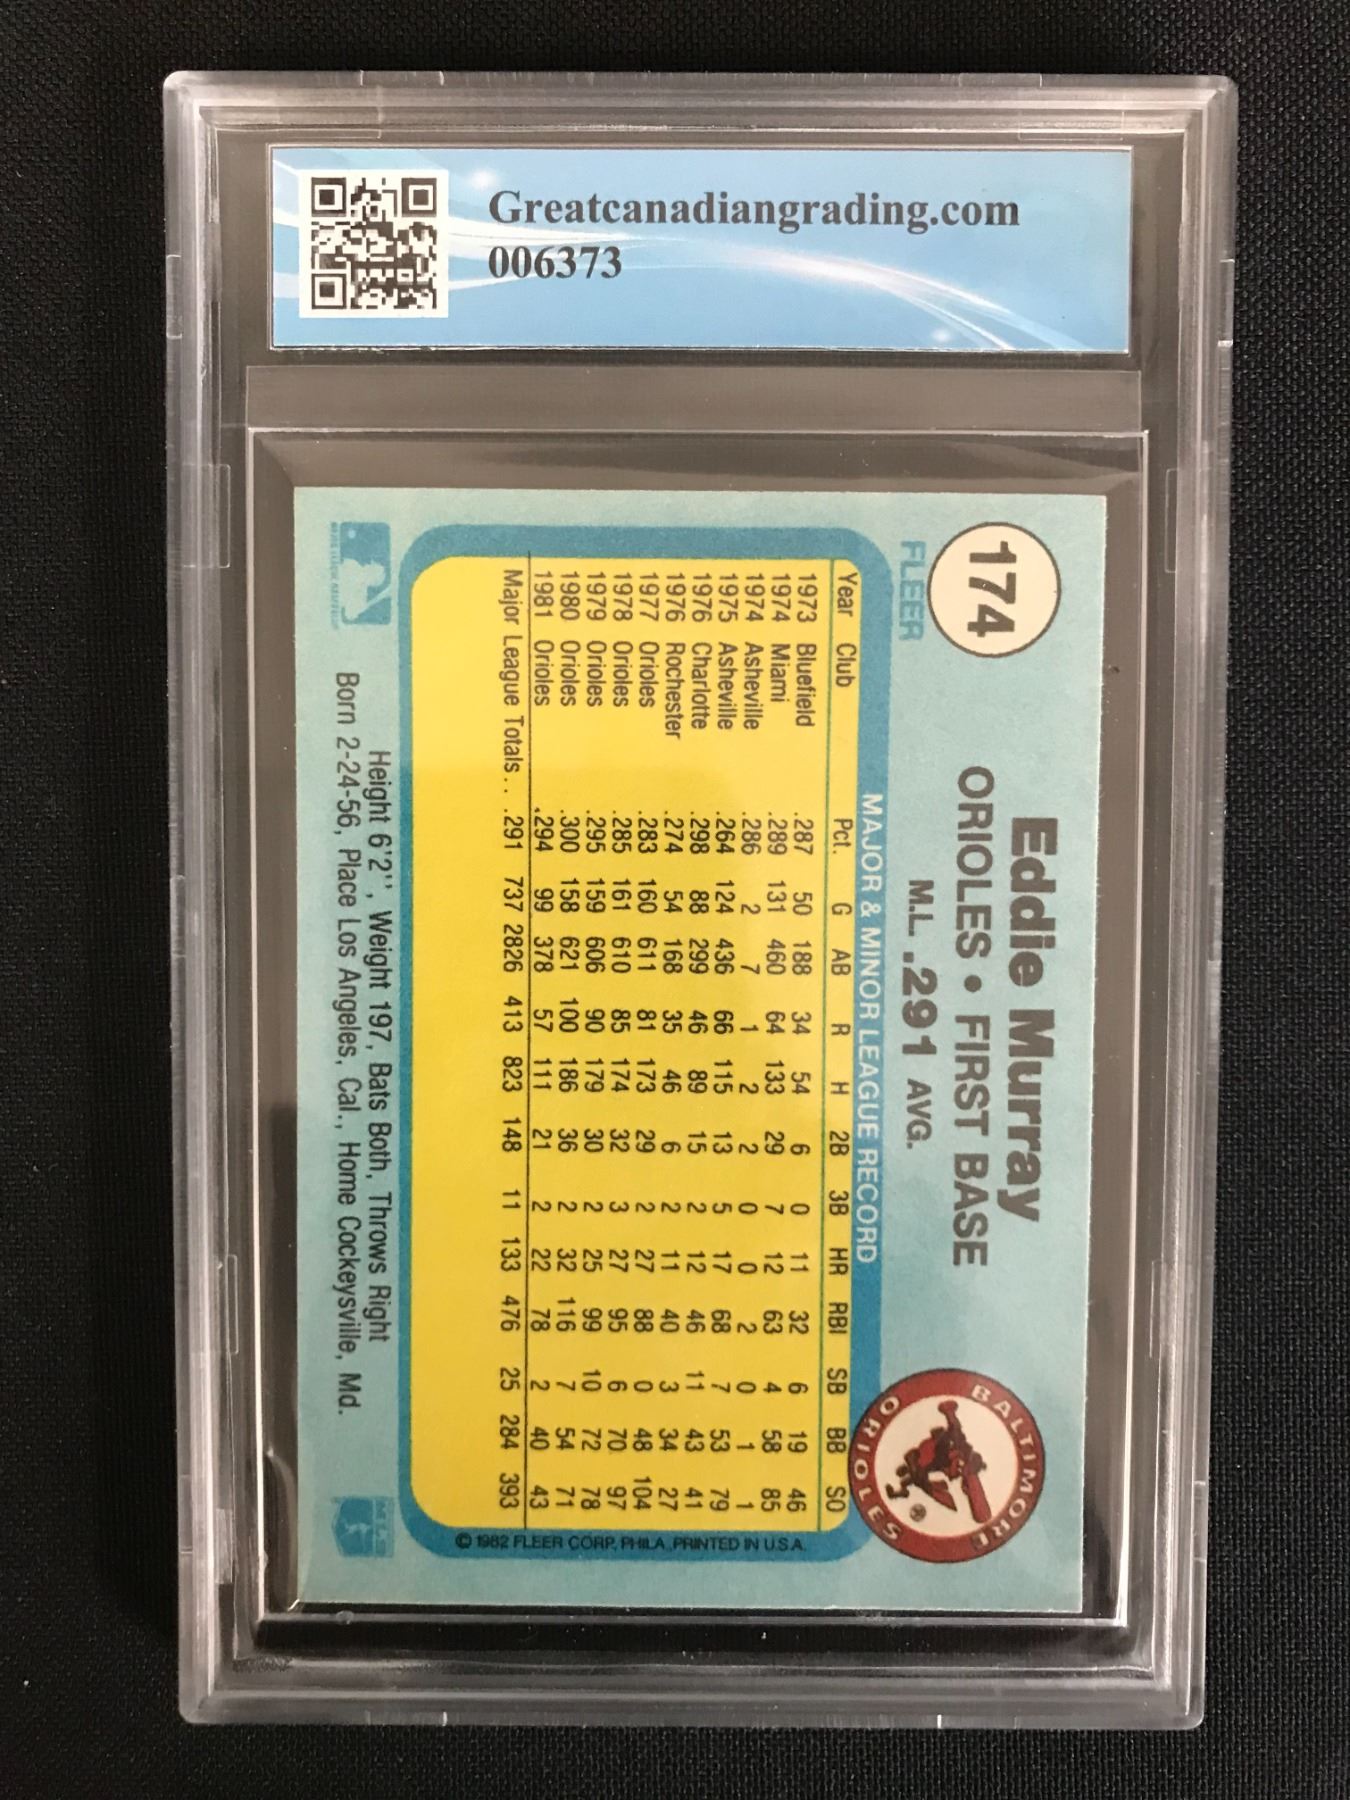 Greatcanadiangrading.com
006373
174
FLEER
Eddie Murray
ORIOLES • FIRST BASE
M.L. .291 AVG.
BALTIMORE ORIOLES
MAJOR & MINOR LEAGUE RECORD
Year Club Pct. G AB R H 2B 3B HR RBI SB BB SO
1973 Bluefield .287 50 188 34 54 6 0 11 32 6 19 46
1974 Miami .289 131 460 64 133 29 7 12 63 4 58 85
1974 Asheville .286 2 7 1 2 2 0 0 2 0 1 1
1975 Asheville .264 124 436 66 115 13 5 17 68 7 53 79
1976 Charlotte .298 88 299 46 89 15 2 12 46 11 43 41
1976 Rochester .274 54 168 35 46 6 2 11 40 3 34 27
1977 Orioles .283 160 611 81 173 29 2 27 88 0 48 104
1978 Orioles .285 161 610 85 174 32 3 27 95 6 70 97
1979 Orioles .295 159 606 90 179 30 2 25 99 10 72 78
1980 Orioles .300 158 621 100 186 36 2 32 116 7 54 71
1981 Orioles .294 99 378 57 111 21 2 22 78 2 40 43
Major League Totals.. .291 737 2826 413 823 148 11 133 476 25 284 393
© 1982 FLEER CORP., PHILA. PRINTED IN U.S.A.
Height 6'2'', Weight 197, Bats Both, Throws Right
Born 2-24-56, Place Los Angeles, Cal., Home Cockeysville, Md.